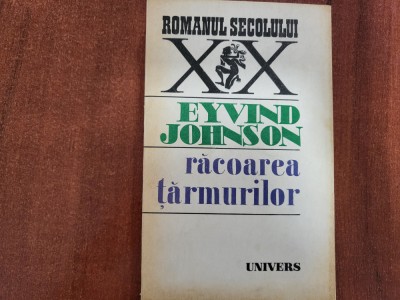 ROMANUL SECOLULUI
XX
EYVIND
JOHNSON
răcoarea
țărmurilor
UNIVERS